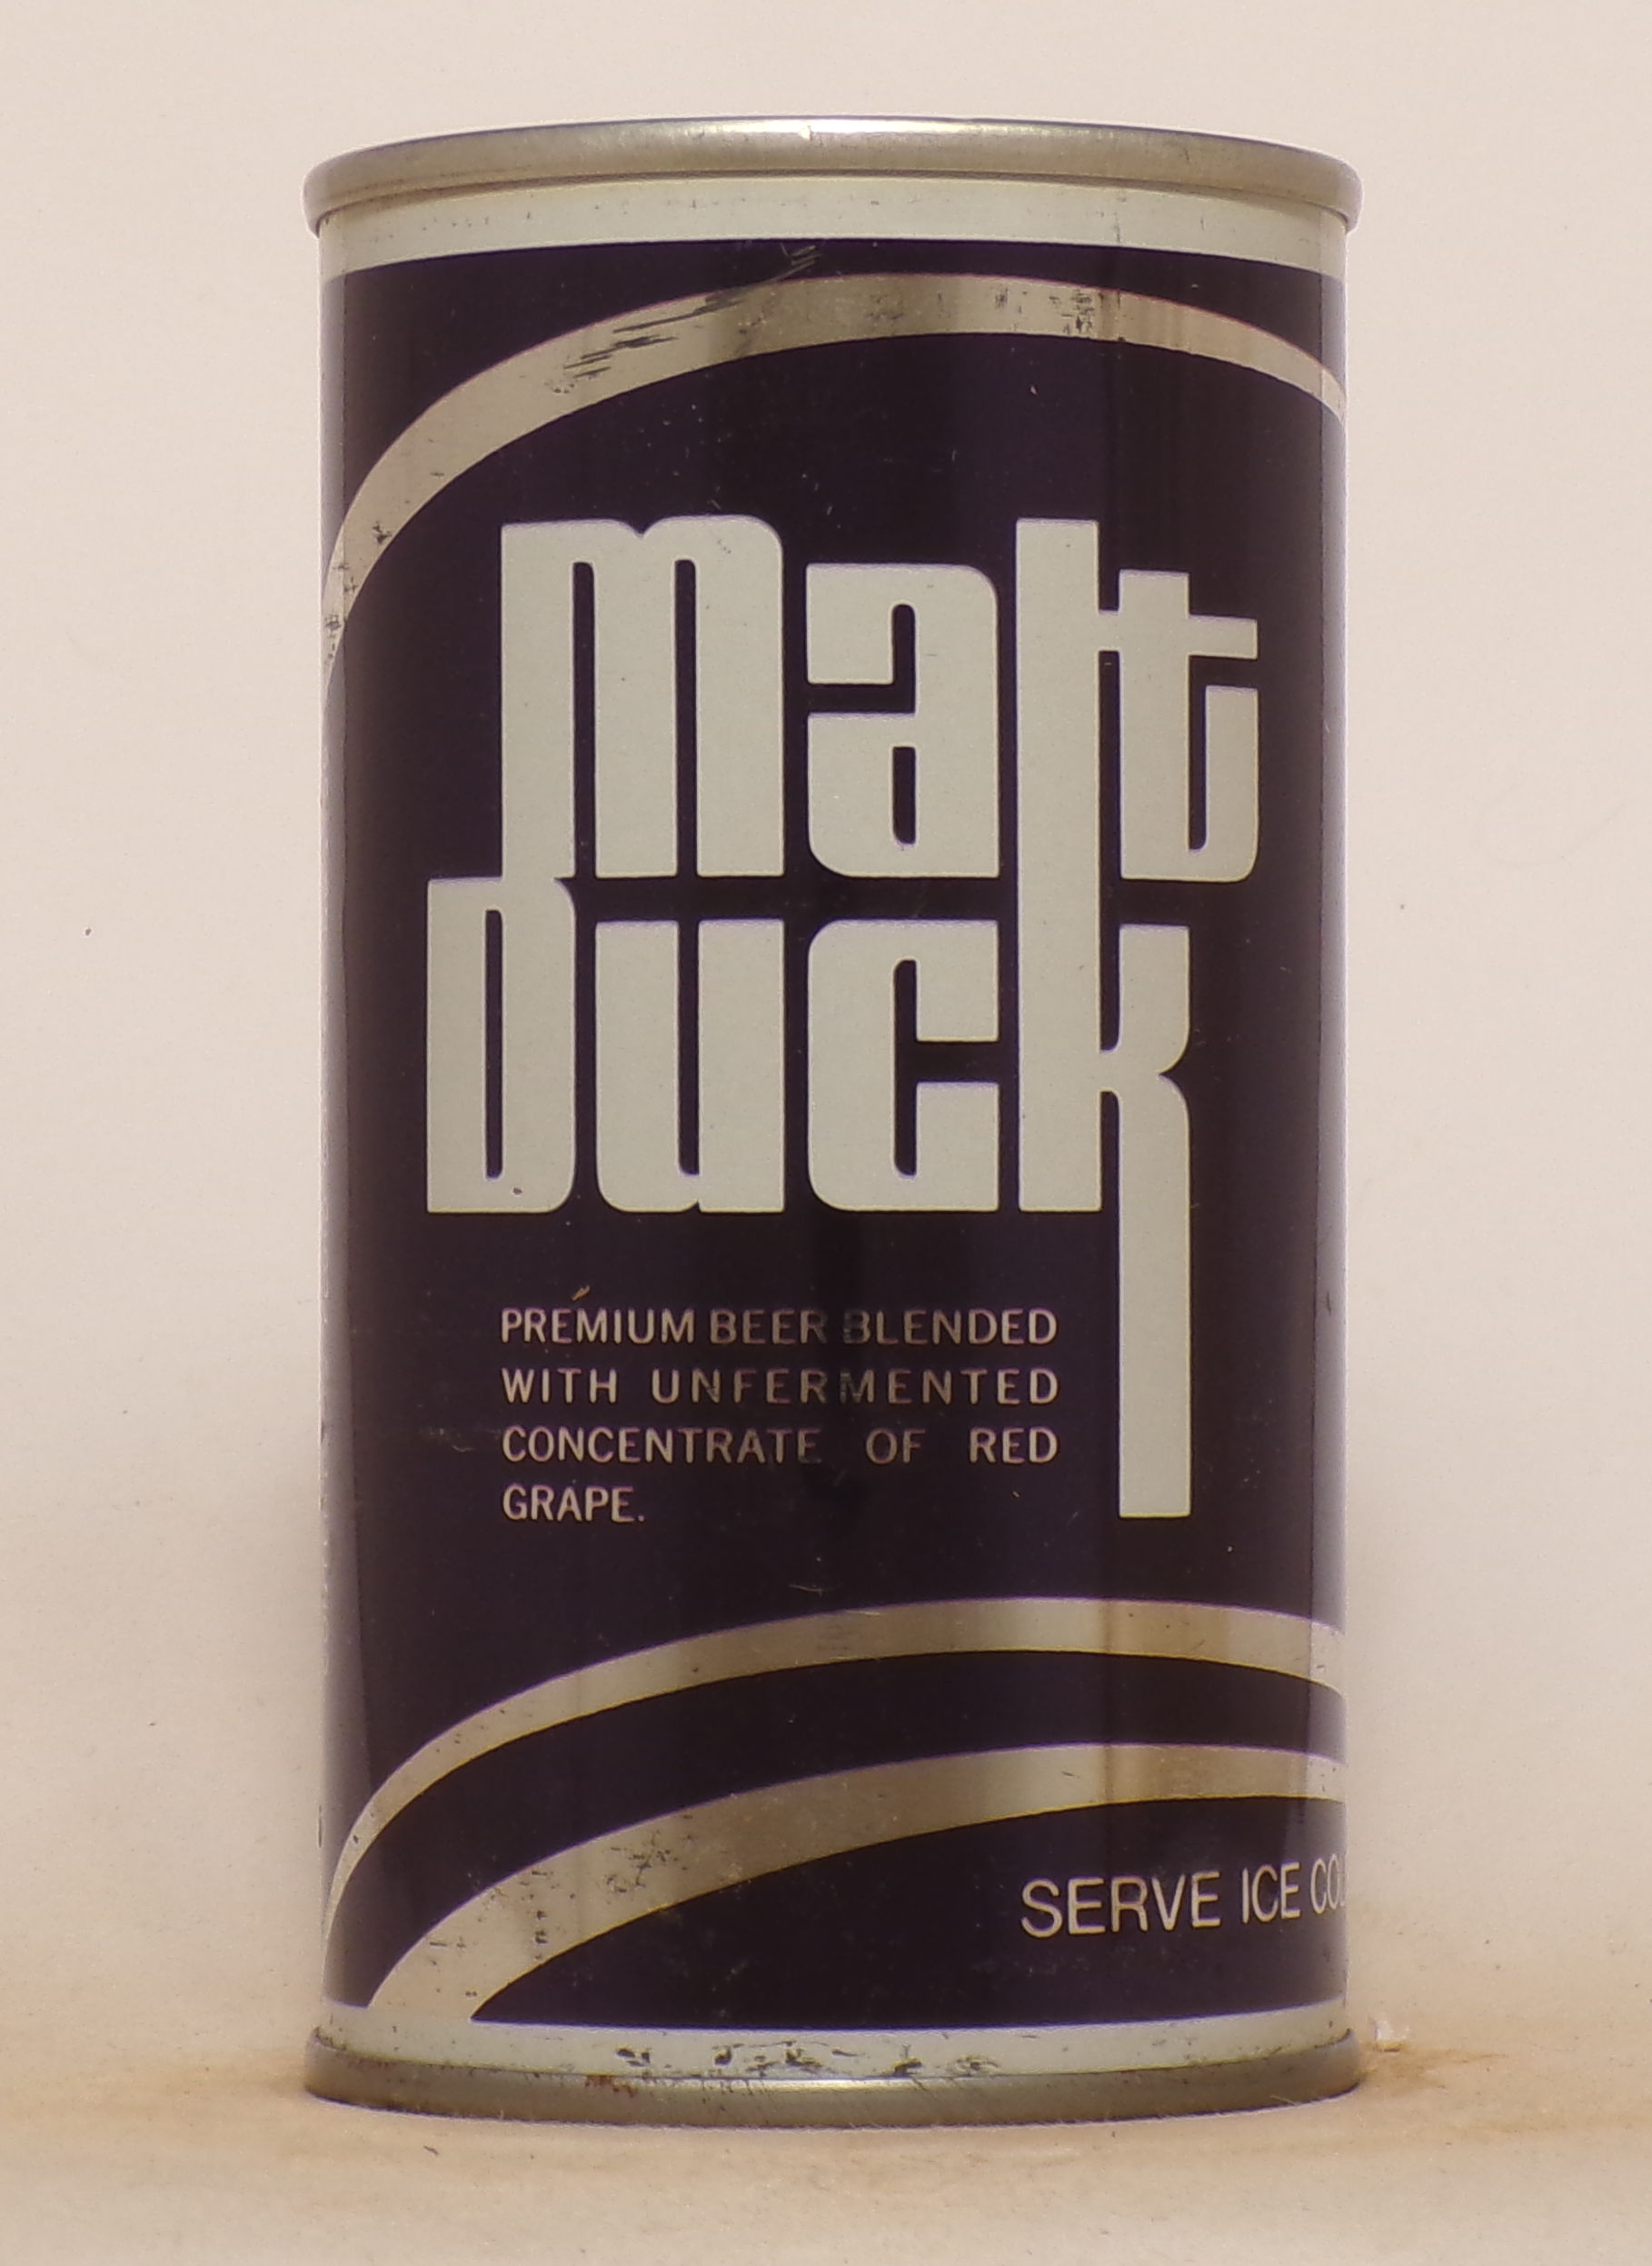 malt
Duck
PREMIUM BEER BLENDED
WITH UNFERMENTED
CONCENTRATE OF RED
GRAPE.
SERVE ICE